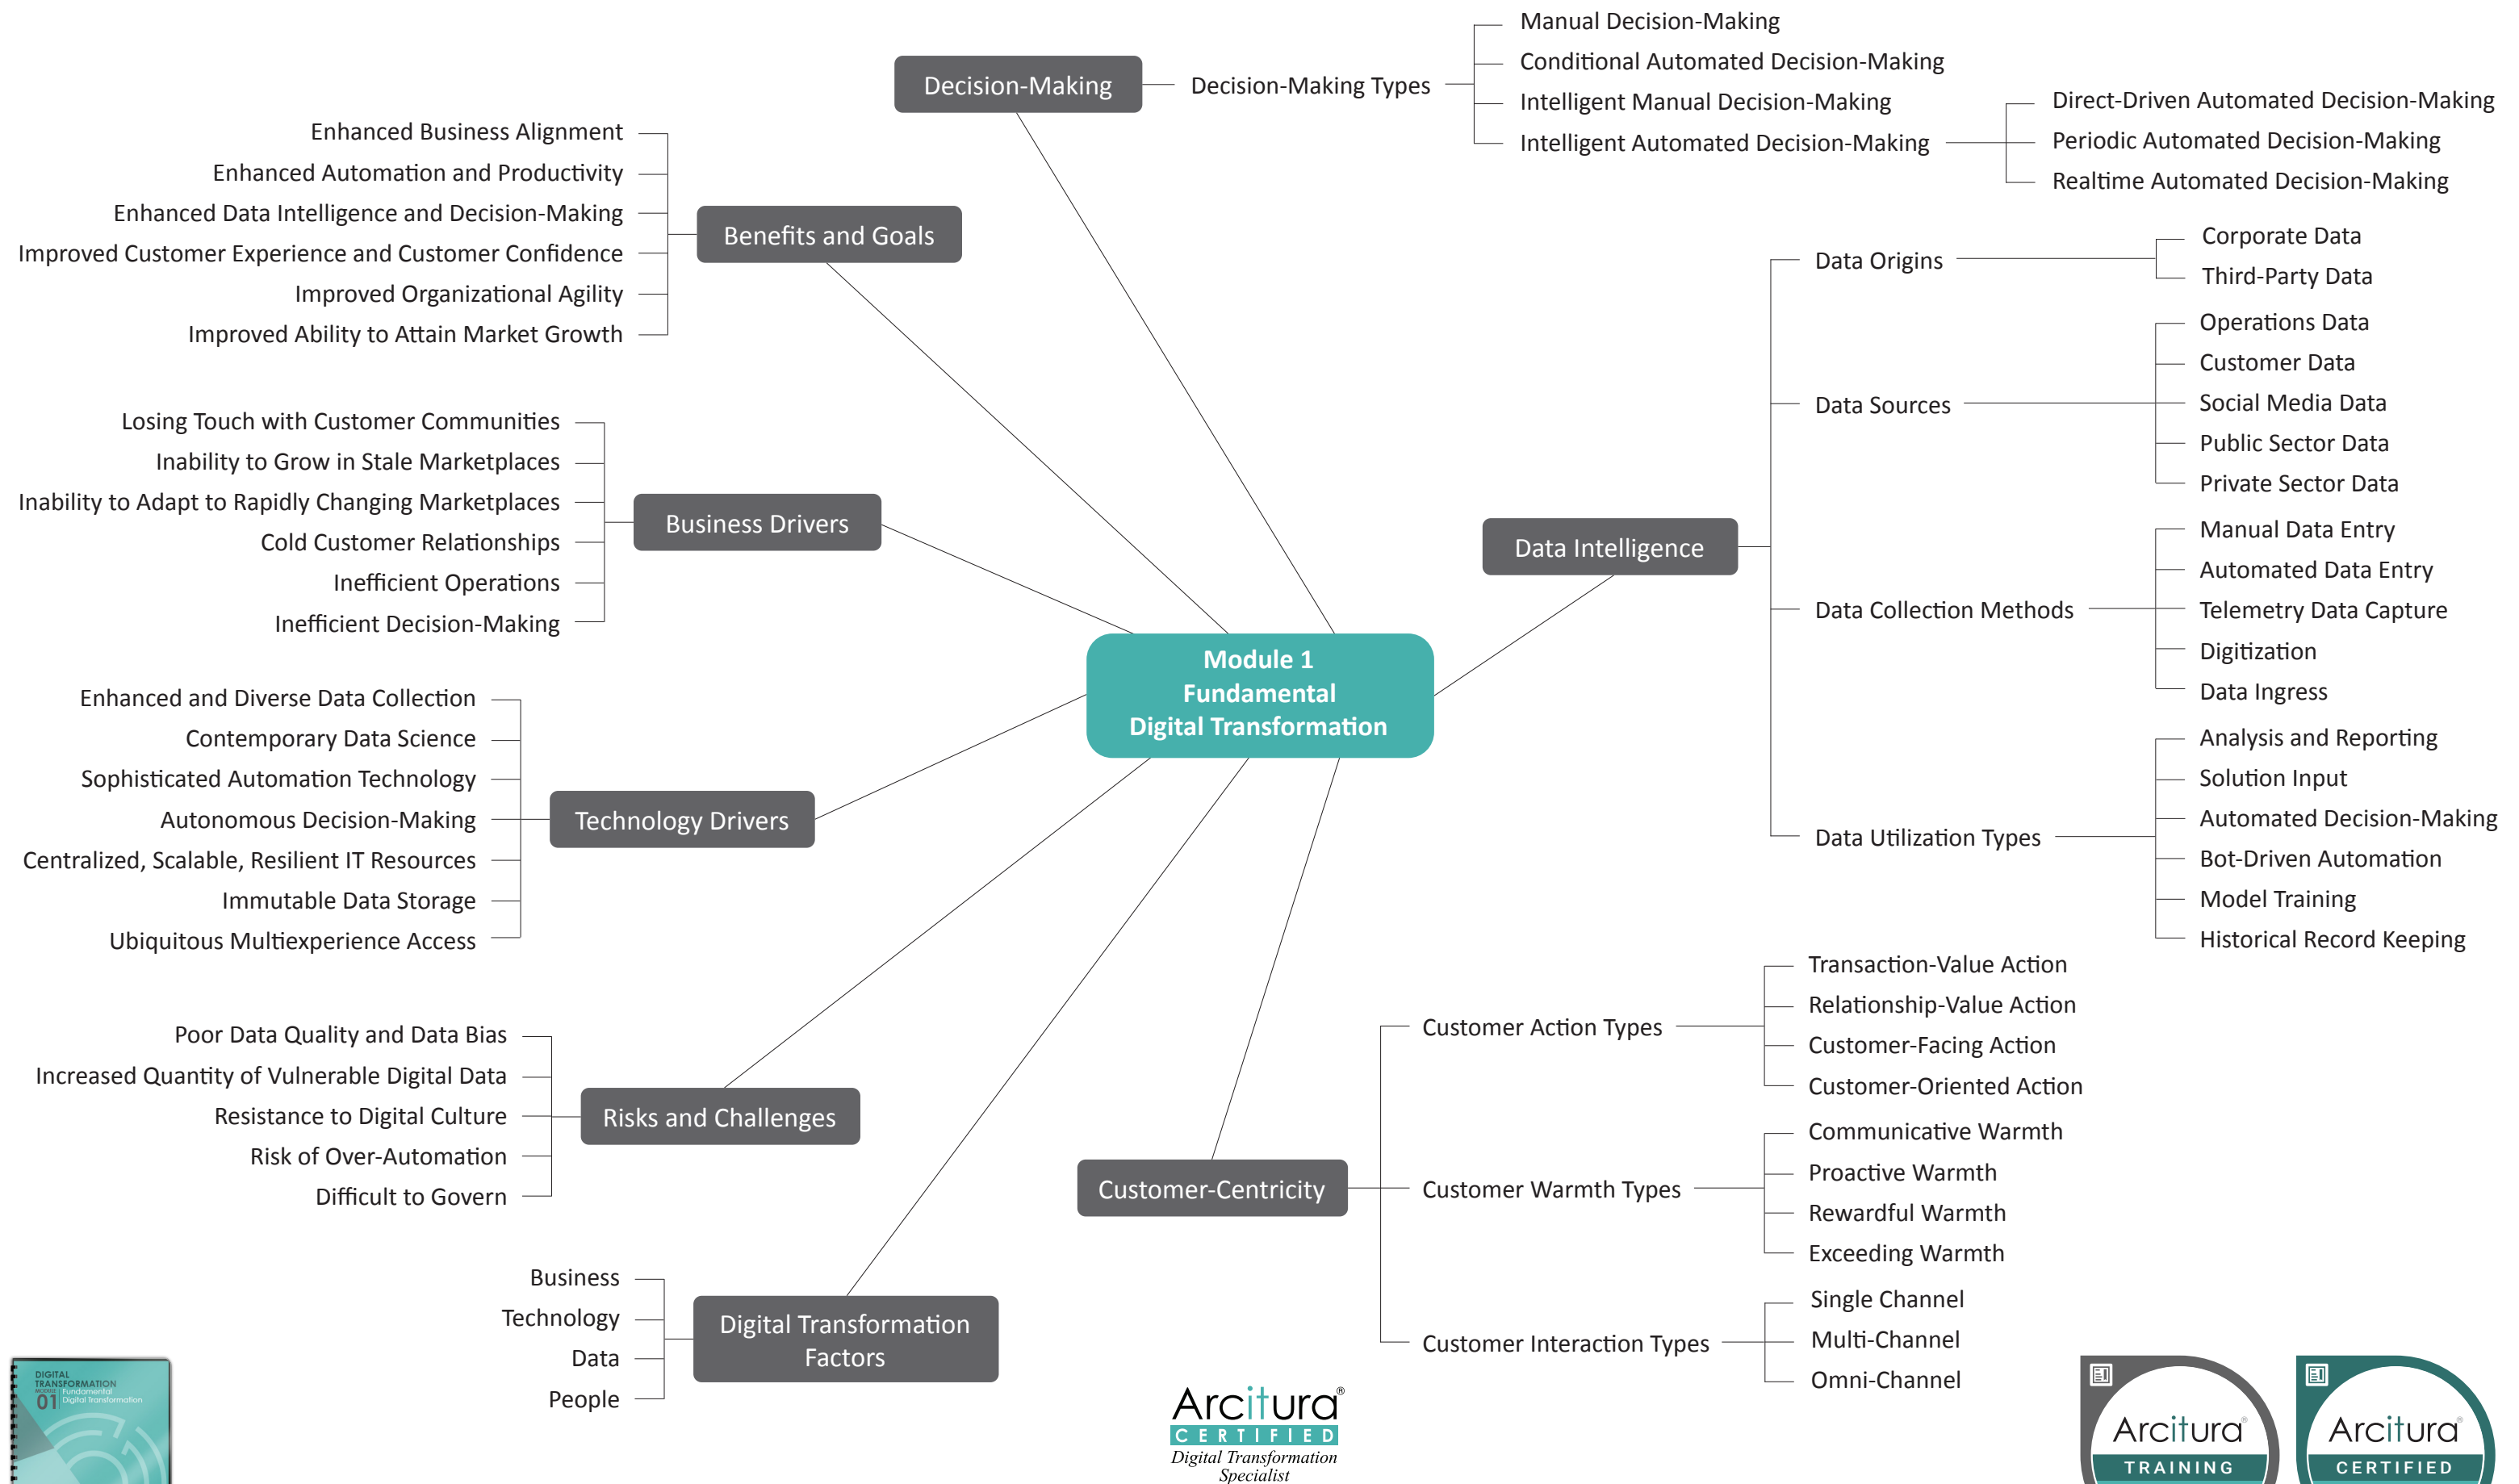 Decision-Making
Decision-Making Types
Manual Decision-Making
Conditional Automated Decision-Making
Intelligent Manual Decision-Making
Intelligent Automated Decision-Making
Direct-Driven Automated Decision-Making
Periodic Automated Decision-Making
Realtime Automated Decision-Making
Enhanced Business Alignment
Enhanced Automation and Productivity
Enhanced Data Intelligence and Decision-Making
Improved Customer Experience and Customer Confidence
Improved Organizational Agility
Improved Ability to Attain Market Growth
Benefits and Goals
Losing Touch with Customer Communities
Inability to Grow in Stale Marketplaces
Inability to Adapt to Rapidly Changing Marketplaces
Cold Customer Relationships
Inefficient Operations
Inefficient Decision-Making
Business Drivers
Data Intelligence
Data Origins
Corporate Data
Third-Party Data
Data Sources
Operations Data
Customer Data
Social Media Data
Public Sector Data
Private Sector Data
Data Collection Methods
Manual Data Entry
Automated Data Entry
Telemetry Data Capture
Digitization
Data Ingress
Data Utilization Types
Analysis and Reporting
Solution Input
Automated Decision-Making
Bot-Driven Automation
Model Training
Historical Record Keeping
Module 1
Fundamental
Digital Transformation
Enhanced and Diverse Data Collection
Contemporary Data Science
Sophisticated Automation Technology
Autonomous Decision-Making
Centralized, Scalable, Resilient IT Resources
Immutable Data Storage
Ubiquitous Multiexperience Access
Technology Drivers
Poor Data Quality and Data Bias
Increased Quantity of Vulnerable Digital Data
Resistance to Digital Culture
Risk of Over-Automation
Difficult to Govern
Risks and Challenges
Customer-Centricity
Customer Action Types
Transaction-Value Action
Relationship-Value Action
Customer-Facing Action
Customer-Oriented Action
Customer Warmth Types
Communicative Warmth
Proactive Warmth
Rewardful Warmth
Exceeding Warmth
Customer Interaction Types
Single Channel
Multi-Channel
Omni-Channel
Business
Technology
Data
People
Digital Transformation
Factors
DIGITAL
TRANSFORMATION
MODULE
01
Fundamental
Digital Transformation
Arcitura®
CERTIFIED
Digital Transformation
Specialist
Arcitura®
TRAINING
Arcitura®
CERTIFIED